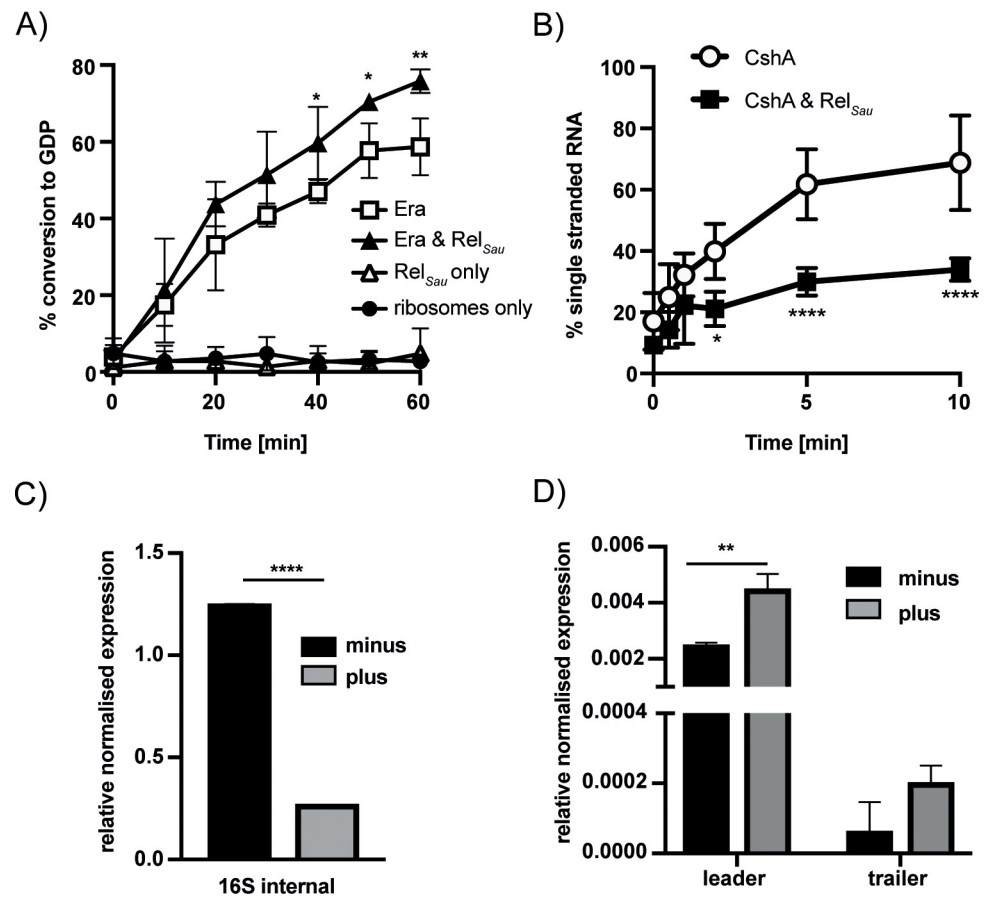 A)
80
60
40
20
0
% conversion to GDP
*
*
**
Era
Era & RelSau
RelSau only
ribosomes only
0
20
40
60
Time [min]
B)
100
80
60
40
20
0
% single stranded RNA
CshA
CshA & RelSau
*
****
****
0
5
10
Time [min]
C)
1.5
1.0
0.5
0.0
relative normalised expression
****
minus
plus
16S internal
D)
0.006
0.004
0.002
0.0004
0.0002
0.0000
relative normalised expression
**
minus
plus
leader
trailer